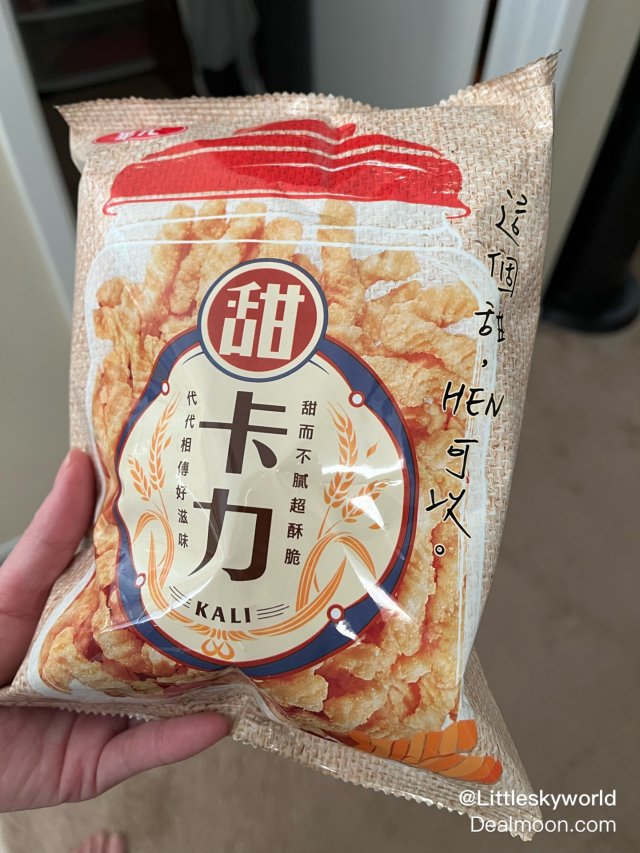 這個甜，HEN可以。
甜
甜而不膩超酥脆
卡力
代代相傳好滋味
KALI
@Littleskyworld
Dealmoon.com